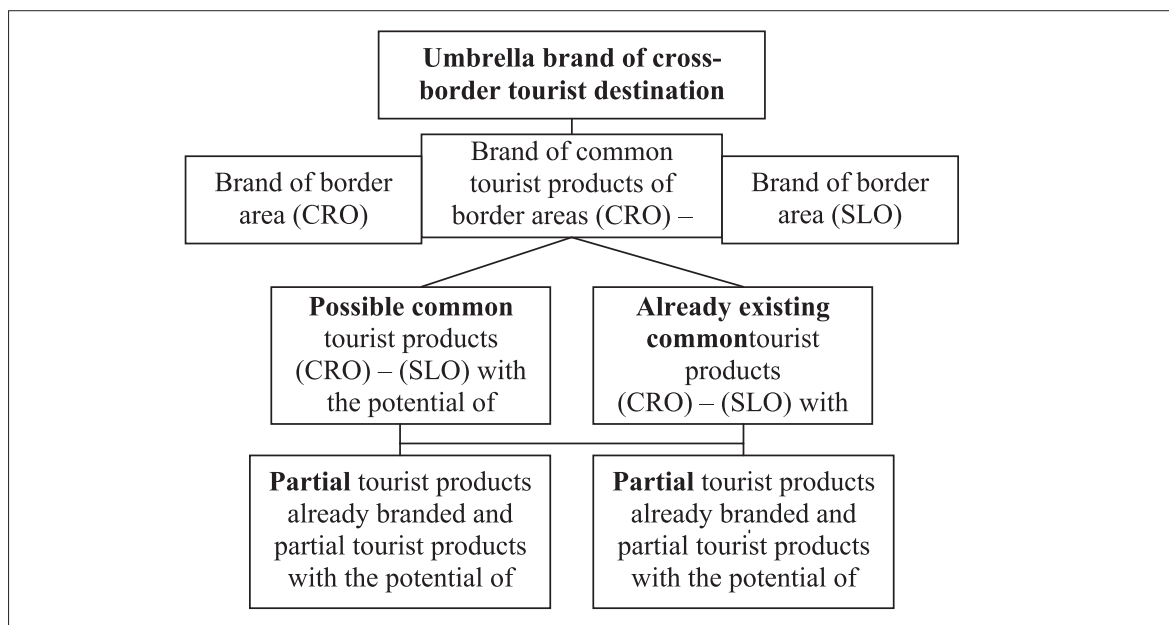 Umbrella brand of cross-
border tourist destination
Brand of border
area (CRO)
Brand of common
tourist products of
border areas (CRO) –
Brand of border
area (SLO)
Possible common
tourist products
(CRO) – (SLO) with
the potential of
Already existing
commontourist
products
(CRO) – (SLO) with
Partial tourist products
already branded and
partial tourist products
with the potential of
Partial tourist products
already branded and
partial tourist products
with the potential of